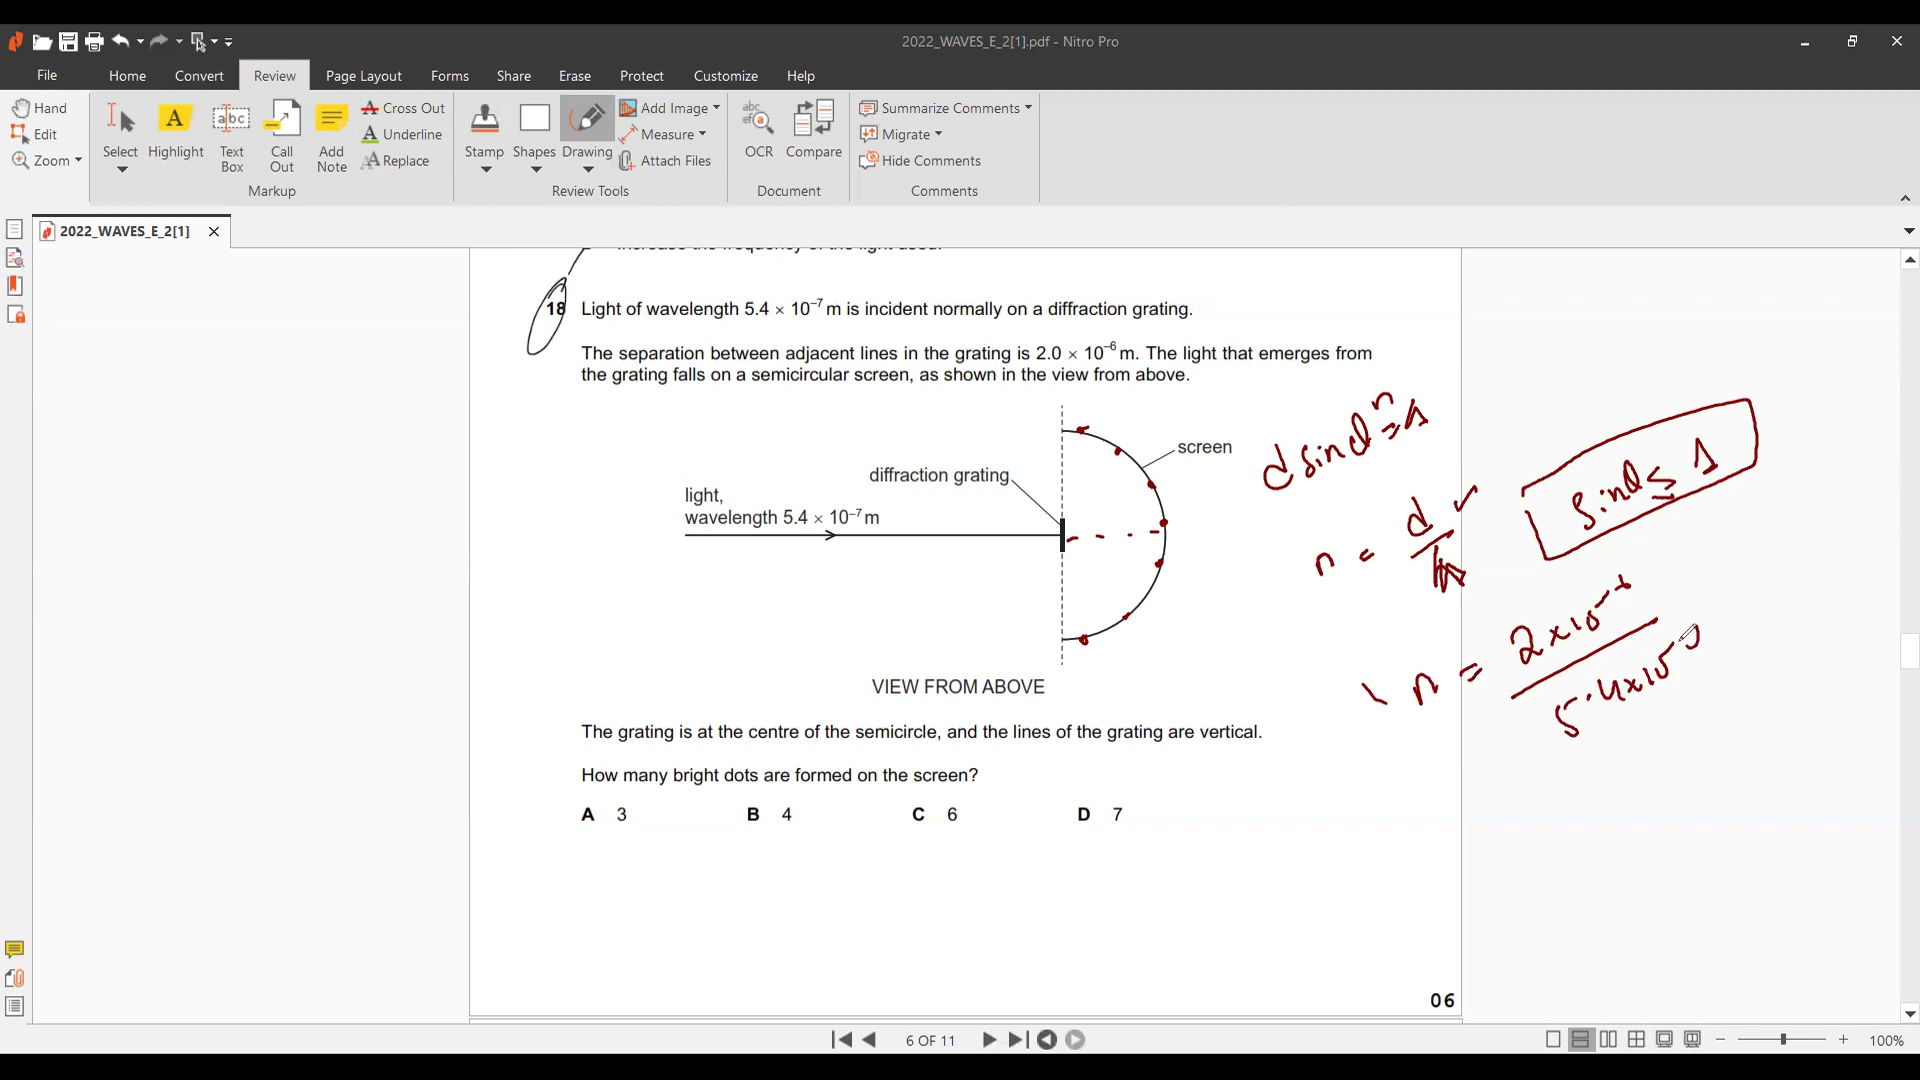 2022_WAVES_E_2[1].pdf - Nitro Pro
File Home Convert Review Page Layout Forms Share Erase Protect Customize Help
Hand
Edit
Zoom
Select
Highlight
Text Box
Call Out
Add Note
Cross Out
Underline
Replace
Markup
Stamp
Shapes
Drawing
Add Image
Measure
Attach Files
Review Tools
OCR
Compare
Document
Summarize Comments
Migrate
Hide Comments
Comments
2022_WAVES_E_2[1]
increase the frequency of the light used.
18 Light of wavelength 5.4 × 10⁻⁷ m is incident normally on a diffraction grating.
The separation between adjacent lines in the grating is 2.0 × 10⁻⁶ m. The light that emerges from
the grating falls on a semicircular screen, as shown in the view from above.
screen
diffraction grating
light,
wavelength 5.4 × 10⁻⁷ m
VIEW FROM ABOVE
n =
n = 2×10
5.4×10
The grating is at the centre of the semicircle, and the lines of the grating are vertical.
How many bright dots are formed on the screen?
A 3 B 4 C 6 D 7
06
6 OF 11
100%